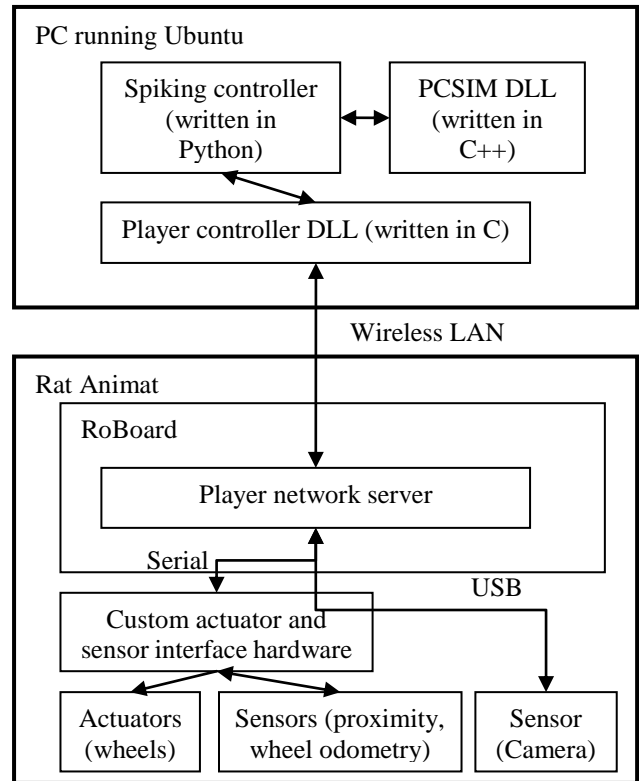 PC running Ubuntu
Spiking controller
(written in
Python)
PCSIM DLL
(written in
C++)
Player controller DLL (written in C)
Wireless LAN
Rat Animat
RoBoard
Player network server
Serial
USB
Custom actuator and
sensor interface hardware
Actuators
(wheels)
Sensors (proximity,
wheel odometry)
Sensor
(Camera)